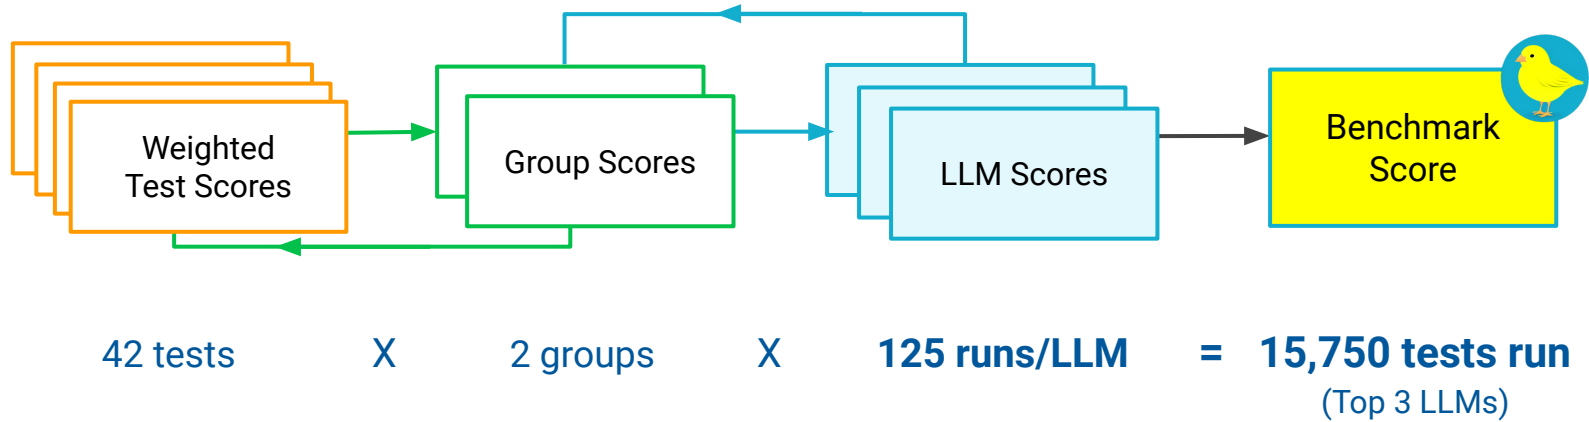 Weighted
Test Scores
Group Scores
LLM Scores
Benchmark
Score
42 tests X 2 groups X 125 runs/LLM = 15,750 tests run
(Top 3 LLMs)